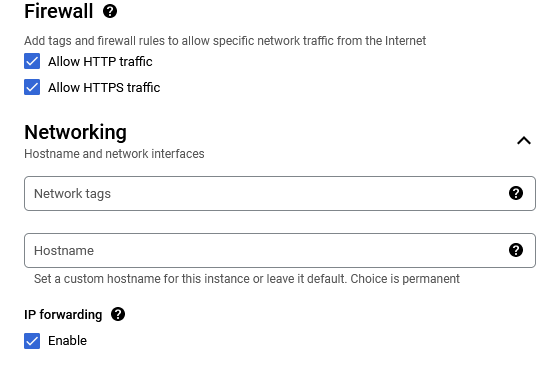 Firewall
Add tags and firewall rules to allow specific network traffic from the Internet
Allow HTTP traffic
Allow HTTPS traffic
Networking
Hostname and network interfaces
Network tags
Hostname
Set a custom hostname for this instance or leave it default. Choice is permanent
IP forwarding
Enable